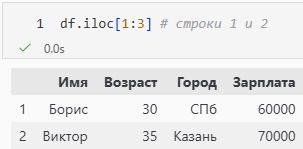 1 df.iloc[1:3] # строки 1 и 2
0.0s
Имя Возраст Город Зарплата
1 Борис 30 СПб 60000
2 Виктор 35 Казань 70000